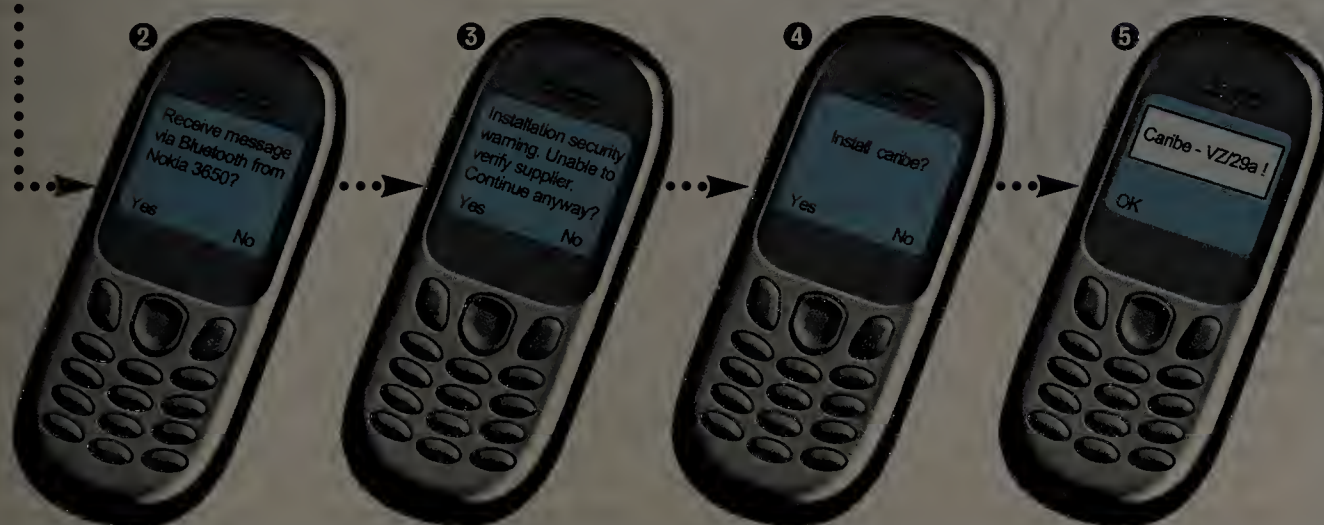 2
Receive message
via Bluetooth from
Nokia 3650?
Yes
No
3
Installation security
warning. Unable to
verify supplier.
Continue anyway?
Yes
No
4
Install caribe?
Yes
No
5
Caribe - VZ/29a !
OK